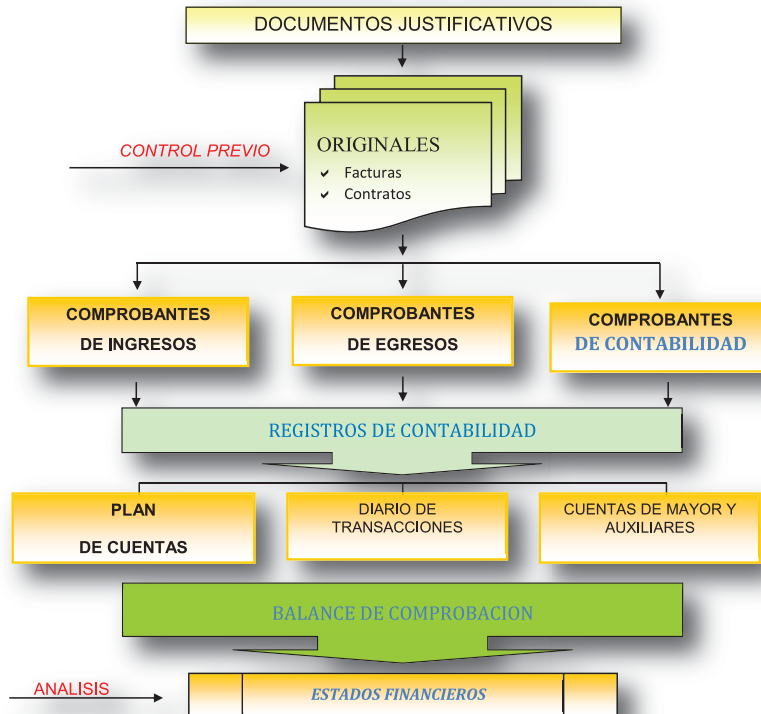 DOCUMENTOS JUSTIFICATIVOS
CONTROL PREVIO
ORIGINALES
Facturas
Contratos
COMPROBANTES
DE INGRESOS
COMPROBANTES
DE EGRESOS
COMPROBANTES
DE CONTABILIDAD
REGISTROS DE CONTABILIDAD
PLAN
DE CUENTAS
DIARIO DE
TRANSACCIONES
CUENTAS DE MAYOR Y
AUXILIARES
BALANCE DE COMPROBACION
ANALISIS
ESTADOS FINANCIEROS